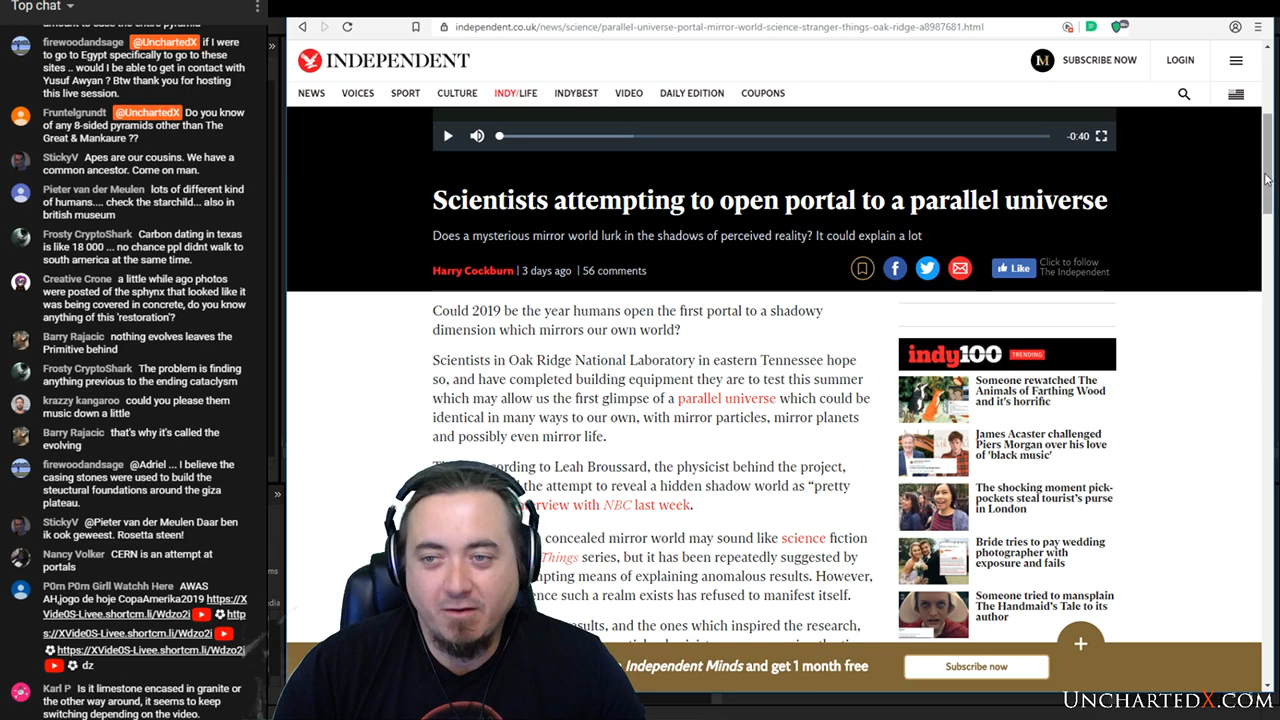 Top chat
amount to base the entire pyramid
firewoodandsage @UnchartedX if I were
to go to Egypt specifically to go to these
sites .. would I be able to get in contact with
Yusuf Awyan ? Btw thank you for hosting
this live session.
Fruntelgrundt @UnchartedX Do you know
of any 8-sided pyramids other than The
Great & Mankaure ??
StickyV Apes are our cousins. We have a
common ancestor. Come on man.
Pieter van der Meulen lots of different kind
of humans.... check the starchild... also in
british museum
Frosty CryptoShark Carbon dating in texas
is like 18 000 ... no chance ppl didnt walk to
south america at the same time.
Creative Crone a little while ago photos
were posted of the sphynx that looked like it
was being covered in concrete, do you know
anything of this 'restoration'?
Barry Rajacic nothing evolves leaves the
Primitive behind
Frosty CryptoShark The problem is finding
anything previous to the ending cataclysm
krazzy kangaroo could you please them
music down a little
Barry Rajacic that's why it's called the
evolving
firewoodandsage @Adriel ... I believe the
casing stones were used to build the
steuctural foundations around the giza
plateau.
StickyV @Pieter van der Meulen Daar ben
ik ook geweest. Rosetta steen!
Nancy Volker CERN is an attempt at
portals
P0rn P0m Girll Watchh Here AWAS
AH,jogo de hoje CopaAmerika2019 https://X
Vide0S-Livee.shortcm.li/Wdzo2i http
s://XVide0S-Livee.shortcm.li/Wdzo2i
https://XVide0S-Livee.shortcm.li/Wdzo2i
dz
Karl P Is it limestone encased in granite or
the other way around, it seems to keep
switching depending on the video.
independent.co.uk/news/science/parallel-universe-portal-mirror-world-science-stranger-things-oak-ridge-a8987681.html
INDEPENDENT
M SUBSCRIBE NOW LOGIN
NEWS VOICES SPORT CULTURE INDY/LIFE INDYBEST VIDEO DAILY EDITION COUPONS
-0:40
Scientists attempting to open portal to a parallel universe
Does a mysterious mirror world lurk in the shadows of perceived reality? It could explain a lot
Harry Cockburn | 3 days ago | 56 comments
Like Click to follow
The Independent
Could 2019 be the year humans open the first portal to a shadowy
dimension which mirrors our own world?
Scientists in Oak Ridge National Laboratory in eastern Tennessee hope
so, and have completed building equipment they are to test this summer
which may allow us the first glimpse of a parallel universe which could be
identical in many ways to our own, with mirror particles, mirror planets
and possibly even mirror life.
according to Leah Broussard, the physicist behind the project,
the attempt to reveal a hidden shadow world as “pretty
interview with NBC last week.
concealed mirror world may sound like science fiction
Things series, but it has been repeatedly suggested by
means of explaining anomalous results. However,
such a realm exists has refused to manifest itself.
results, and the ones which inspired the research,
indy100 TRENDING
Someone rewatched The
Animals of Farthing Wood
and it's horrific
James Acaster challenged
Piers Morgan over his love
of 'black music'
The shocking moment pick-
pockets steal tourist's purse
in London
Bride tries to pay wedding
photographer with
exposure and fails
Someone tried to mansplain
The Handmaid's Tale to its
author
Independent Minds and get 1 month free
Subscribe now
+
UNCHARTEDX.COM